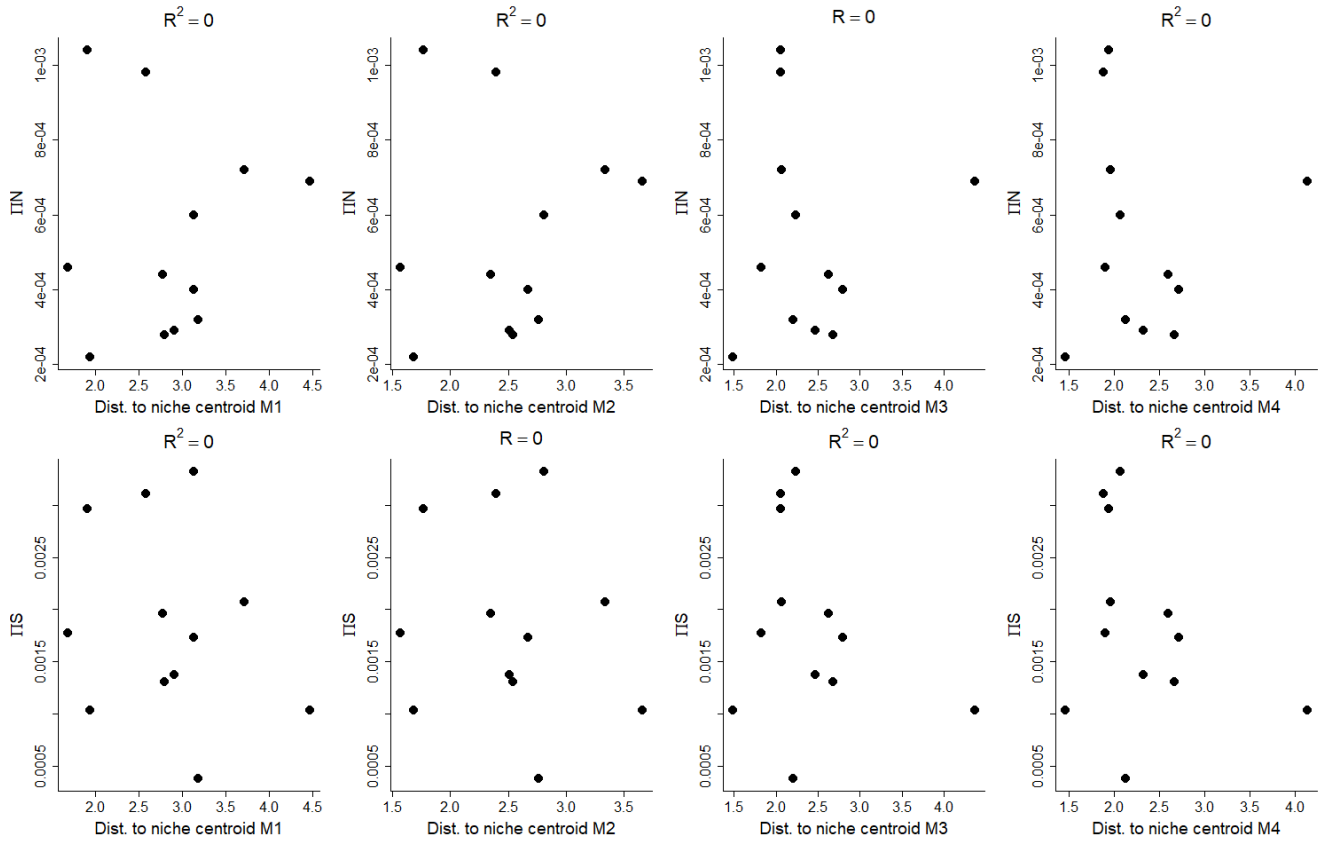 R² = 0
R² = 0
R = 0
R² = 0
ΠN
1e-03
8e-04
6e-04
4e-04
2e-04
2.0 2.5 3.0 3.5 4.0 4.5
Dist. to niche centroid M1
ΠN
1e-03
8e-04
6e-04
4e-04
2e-04
1.5 2.0 2.5 3.0 3.5
Dist. to niche centroid M2
ΠN
1e-03
8e-04
6e-04
4e-04
2e-04
1.5 2.0 2.5 3.0 3.5 4.0
Dist. to niche centroid M3
ΠN
1e-03
8e-04
6e-04
4e-04
2e-04
1.5 2.0 2.5 3.0 3.5 4.0
Dist. to niche centroid M4
R² = 0
R = 0
R² = 0
R² = 0
ΠS
0.0025
0.0015
0.0005
2.0 2.5 3.0 3.5 4.0 4.5
Dist. to niche centroid M1
ΠS
0.0025
0.0015
0.0005
1.5 2.0 2.5 3.0 3.5
Dist. to niche centroid M2
ΠS
0.0025
0.0015
0.0005
1.5 2.0 2.5 3.0 3.5 4.0
Dist. to niche centroid M3
ΠS
0.0025
0.0015
0.0005
1.5 2.0 2.5 3.0 3.5 4.0
Dist. to niche centroid M4